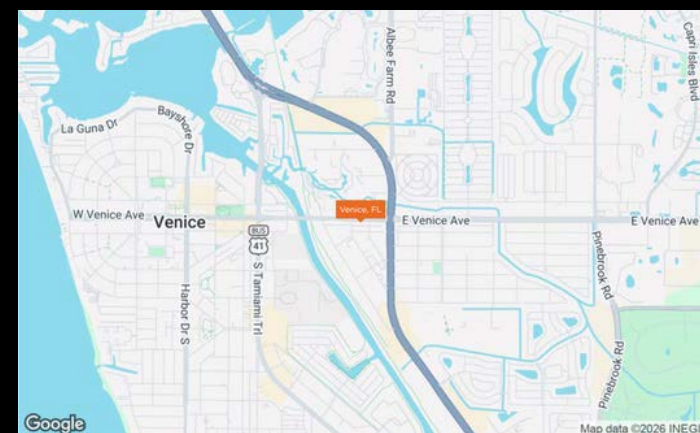 Albee Farm Rd
Capri Isles Blvd
La Guna Dr
Bayshore Dr
Venice, FL
W Venice Ave
Venice
E Venice Ave
E Venice Ave
BUS
41
S Tamiami Trl
Harbor Dr S
Pinebrook Rd
Pinebrook Rd
Google
Map data ©2026 INEGI